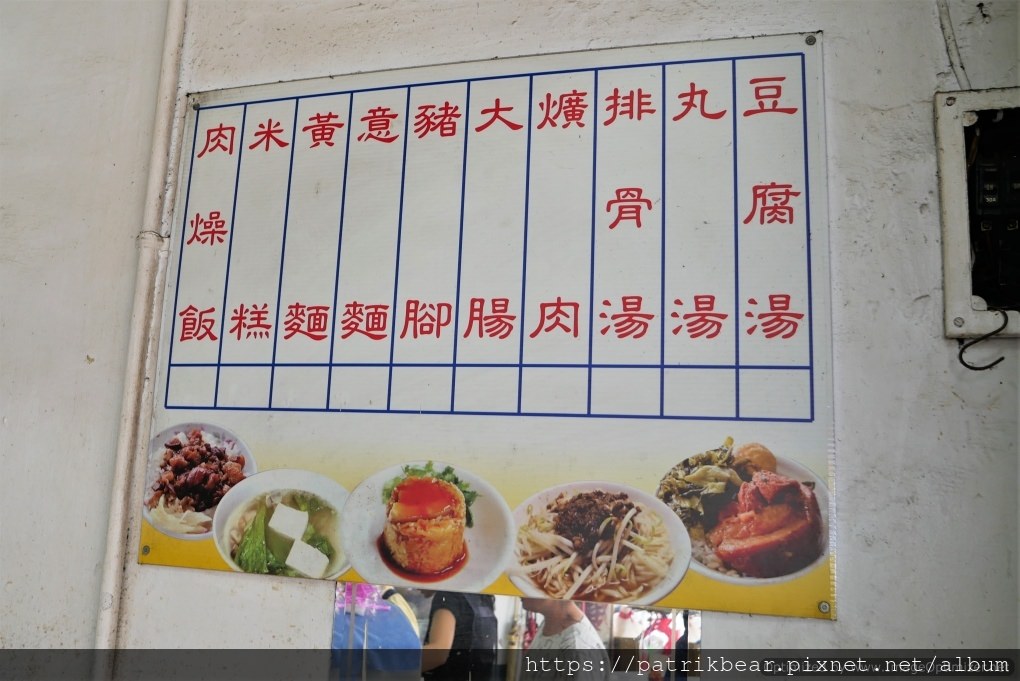 豆腐湯
丸湯
排骨湯
爌肉
大腸
豬腳
意麵
黃麵
米糕
肉燥飯
https://patrikbear.pixnet.net/album